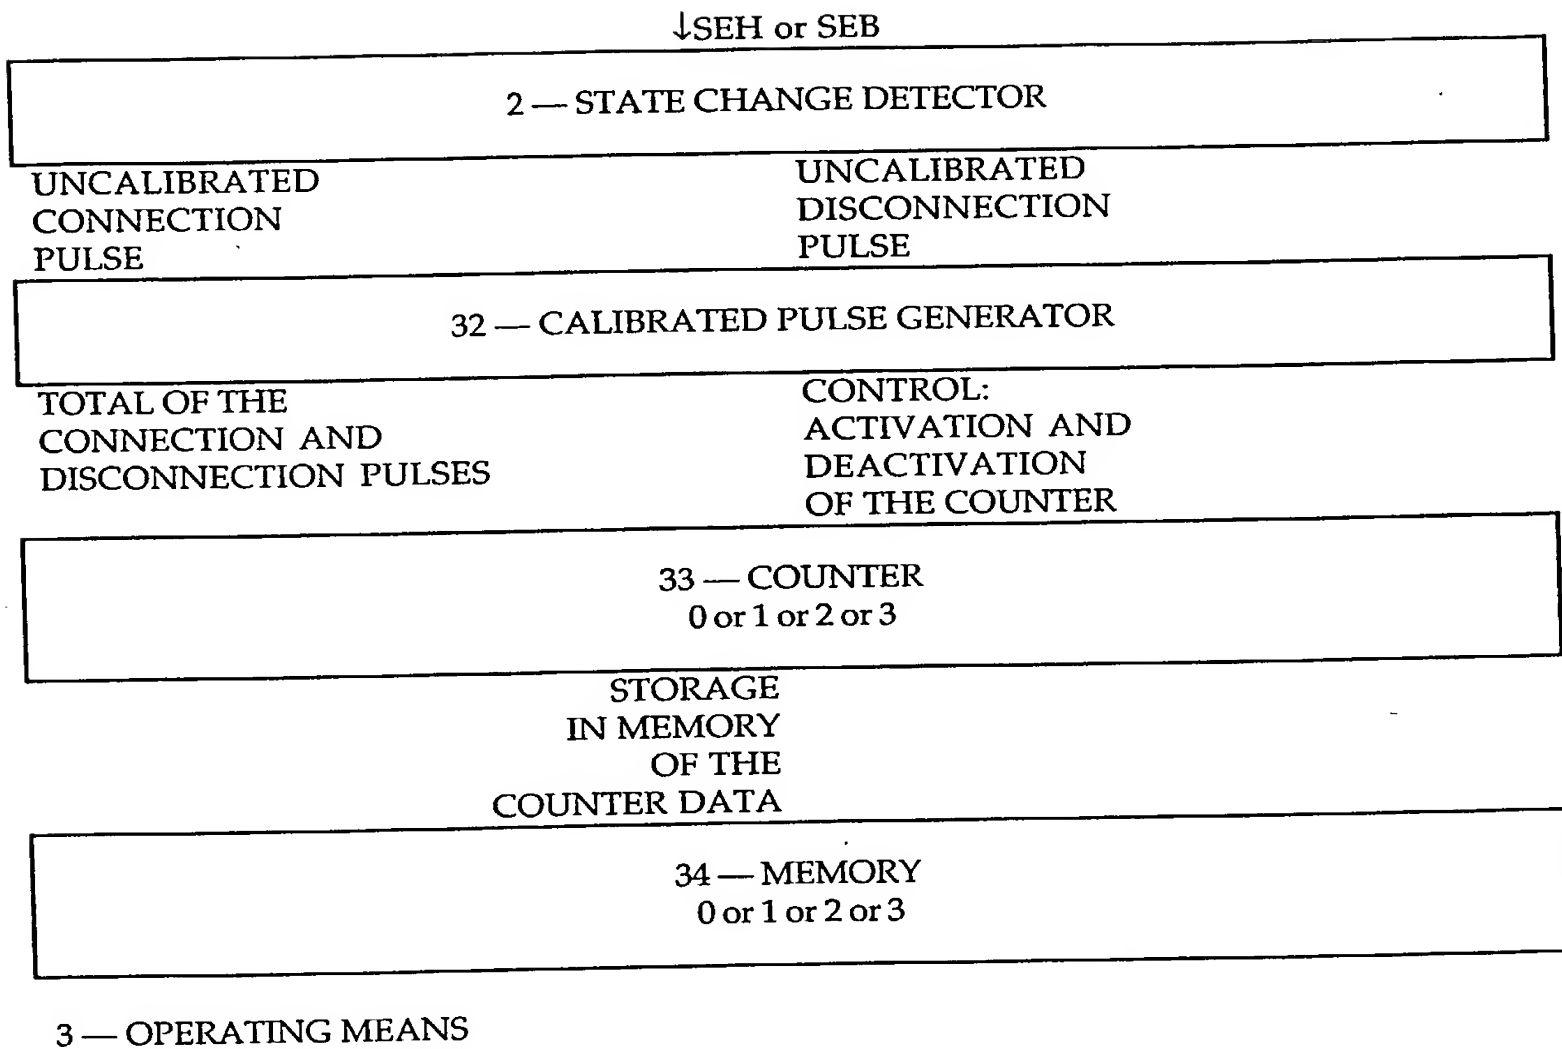 ↓SEH or SEB
2 — STATE CHANGE DETECTOR
UNCALIBRATED
CONNECTION
PULSE
UNCALIBRATED
DISCONNECTION
PULSE
32 — CALIBRATED PULSE GENERATOR
TOTAL OF THE
CONNECTION AND
DISCONNECTION PULSES
CONTROL:
ACTIVATION AND
DEACTIVATION
OF THE COUNTER
33 — COUNTER
0 or 1 or 2 or 3
STORAGE
IN MEMORY
OF THE
COUNTER DATA
34 — MEMORY
0 or 1 or 2 or 3
3 — OPERATING MEANS